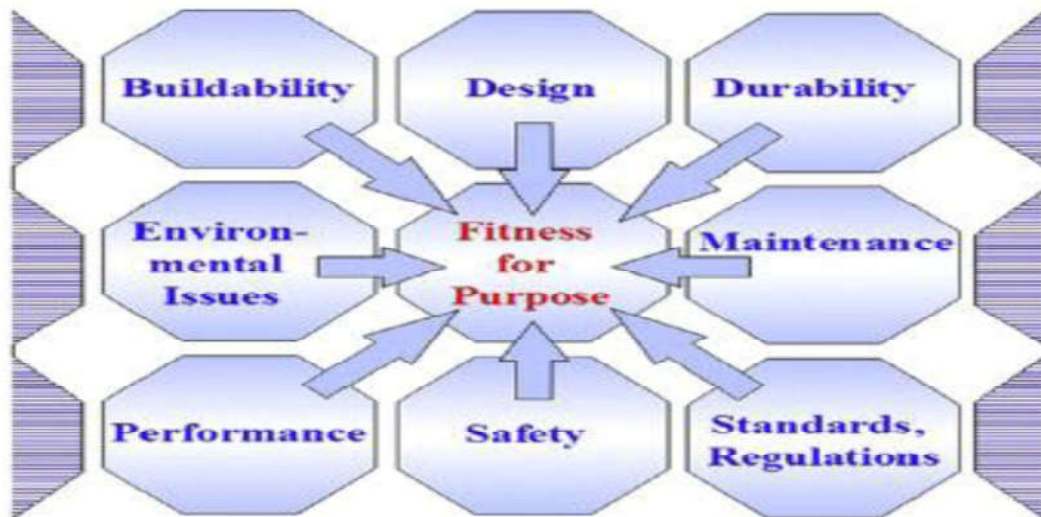 Buildability
Design
Durability
Environ-
mental
Issues
Fitness
for
Purpose
Maintenance
Performance
Safety
Standards,
Regulations